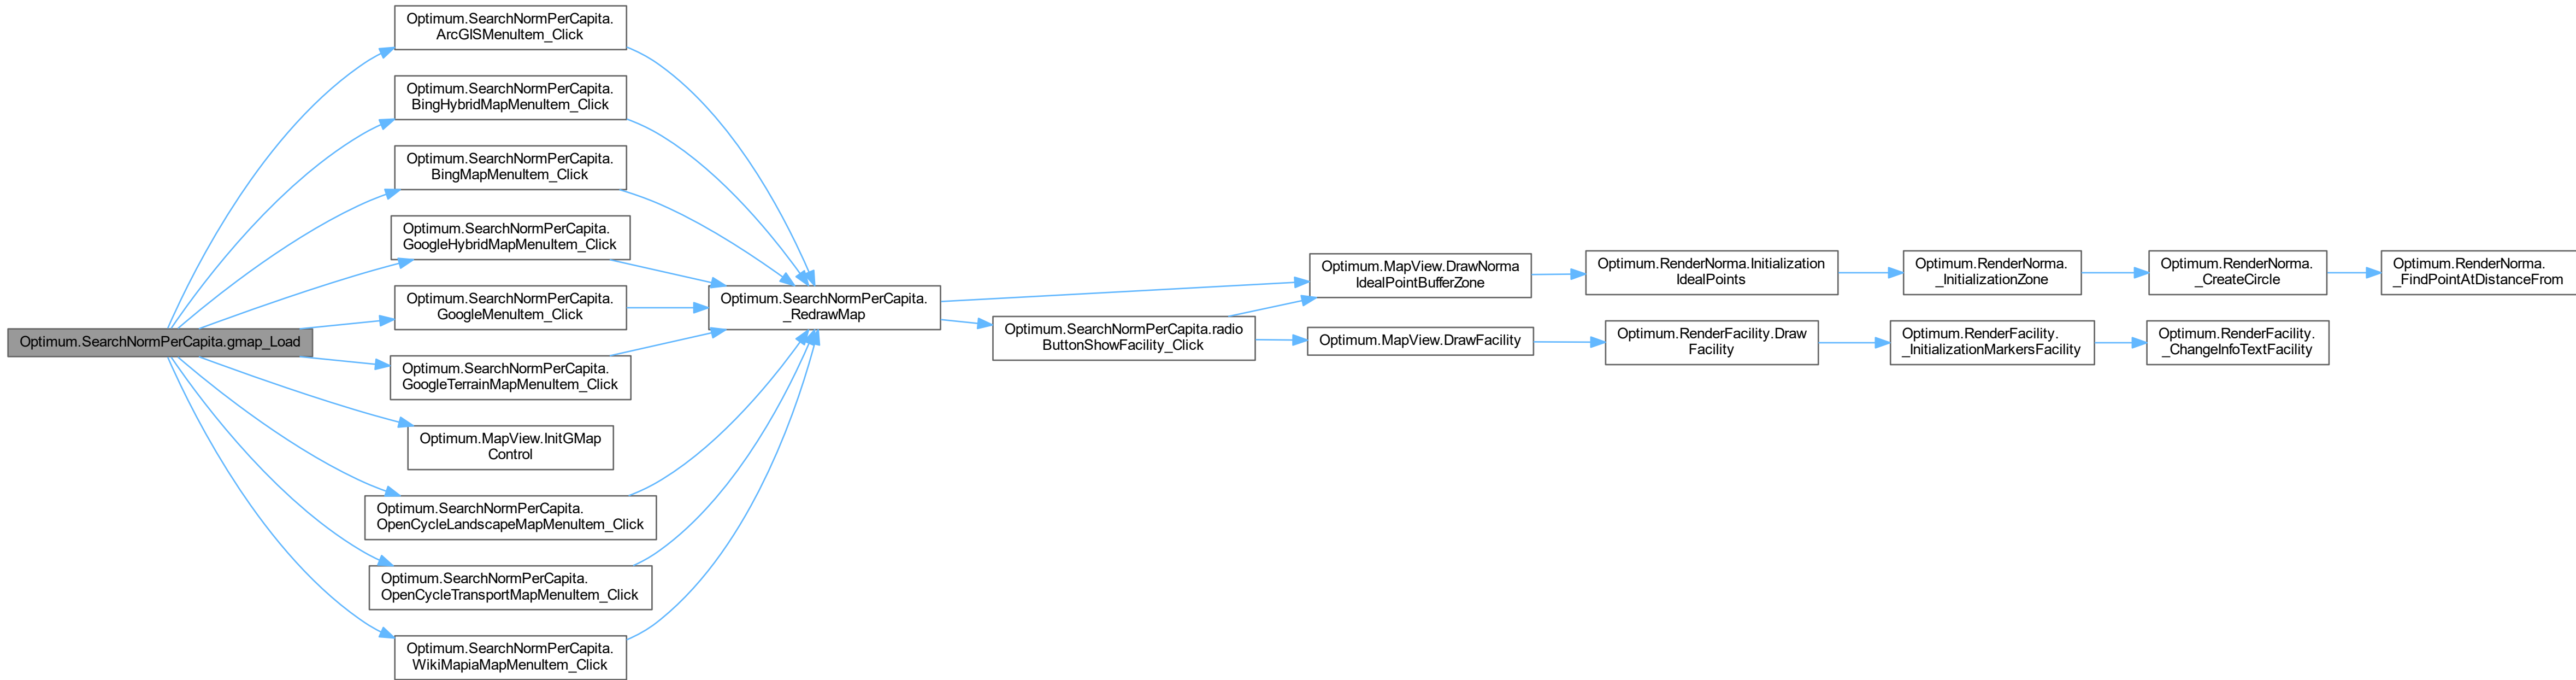 Optimum.SearchNormPerCapita.gmap_Load
Optimum.SearchNormPerCapita.
ArcGISMenuItem_Click
Optimum.SearchNormPerCapita.
BingHybridMapMenuItem_Click
Optimum.SearchNormPerCapita.
BingMapMenuItem_Click
Optimum.SearchNormPerCapita.
GoogleHybridMapMenuItem_Click
Optimum.SearchNormPerCapita.
GoogleMenuItem_Click
Optimum.SearchNormPerCapita.
GoogleTerrainMapMenuItem_Click
Optimum.MapView.InitGMap
Control
Optimum.SearchNormPerCapita.
OpenCycleLandscapeMapMenuItem_Click
Optimum.SearchNormPerCapita.
OpenCycleTransportMapMenuItem_Click
Optimum.SearchNormPerCapita.
WikiMapiaMapMenuItem_Click
Optimum.SearchNormPerCapita.
_RedrawMap
Optimum.MapView.DrawNorma
IdealPointBufferZone
Optimum.SearchNormPerCapita.radio
ButtonShowFacility_Click
Optimum.MapView.DrawFacility
Optimum.RenderNorma.Initialization
IdealPoints
Optimum.RenderNorma.
_InitializationZone
Optimum.RenderNorma.
_CreateCircle
Optimum.RenderNorma.
_FindPointAtDistanceFrom
Optimum.RenderFacility.Draw
Facility
Optimum.RenderFacility.
_InitializationMarkersFacility
Optimum.RenderFacility.
_ChangeInfoTextFacility